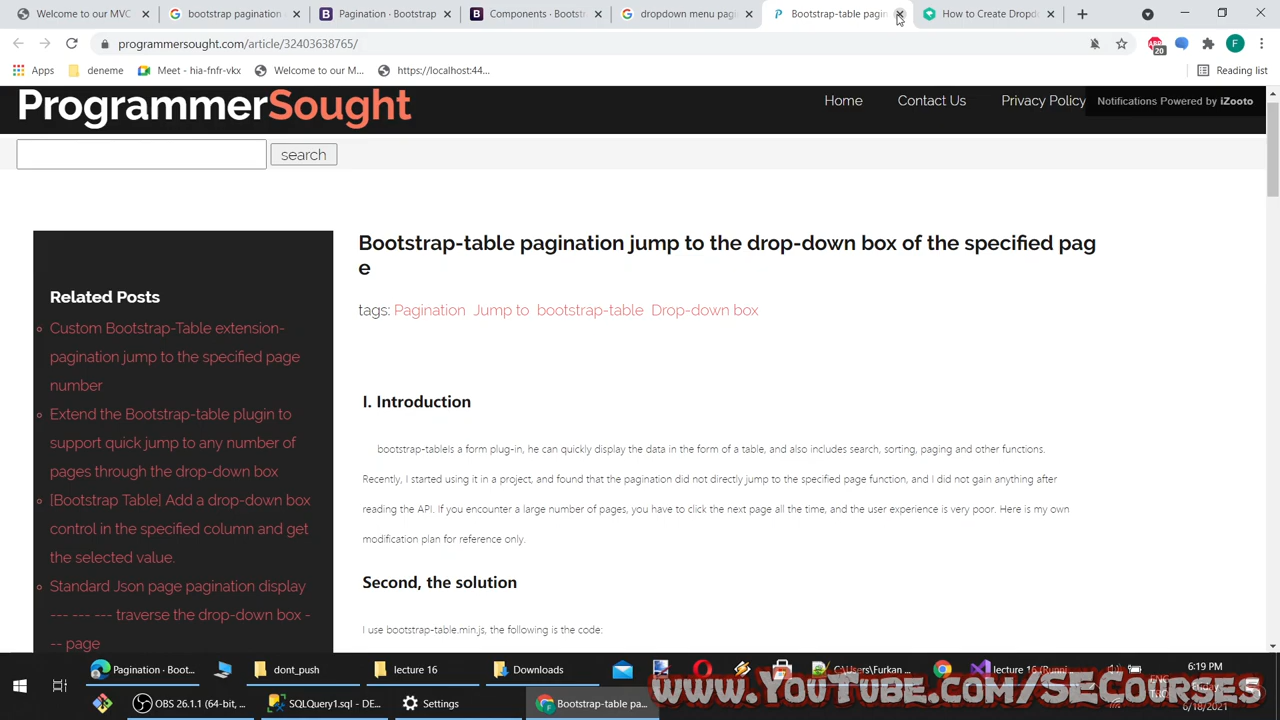 Welcome to our MVC
bootstrap pagination
Pagination · Bootstrap
Components · Bootst
dropdown menu pagi
Bootstrap-table pagin
How to Create Dropd
programmersought.com/article/32403638765/
20
F
Apps
deneme
Meet - hia-fnfr-vkx
Welcome to our M...
https://localhost:44...
Reading list
ProgrammerSought
Home
Contact Us
Privacy Policy
Notifications Powered by iZooto
search
Bootstrap-table pagination jump to the drop-down box of the specified pag
e
tags: Pagination Jump to bootstrap-table Drop-down box
Related Posts
Custom Bootstrap-Table extension-
pagination jump to the specified page
number
Extend the Bootstrap-table plugin to
support quick jump to any number of
pages through the drop-down box
[Bootstrap Table] Add a drop-down box
control in the specified column and get
the selected value.
Standard Json page pagination display
--- --- --- traverse the drop-down box -
-- page
I. Introduction
bootstrap-tableIs a form plug-in, he can quickly display the data in the form of a table, and also includes search, sorting, paging and other functions.
Recently, I started using it in a project, and found that the pagination did not directly jump to the specified page function, and I did not gain anything after
reading the API. If you encounter a large number of pages, you have to click the next page all the time, and the user experience is very poor. Here is my own
modification plan for reference only.
Second, the solution
I use bootstrap-table.min.js, the following is the code:
Pagination · Boot...
dont_push
lecture 16
Downloads
C:\Users\Furkan ...
lecture 16 (Runni
OBS 26.1.1 (64-bit, ...
SQLQuery1.sql - DE...
Settings
Bootstrap-table pa...
ENG
6:19 PM
Friday
6/18/2021
www.YouTube.com/SECourses